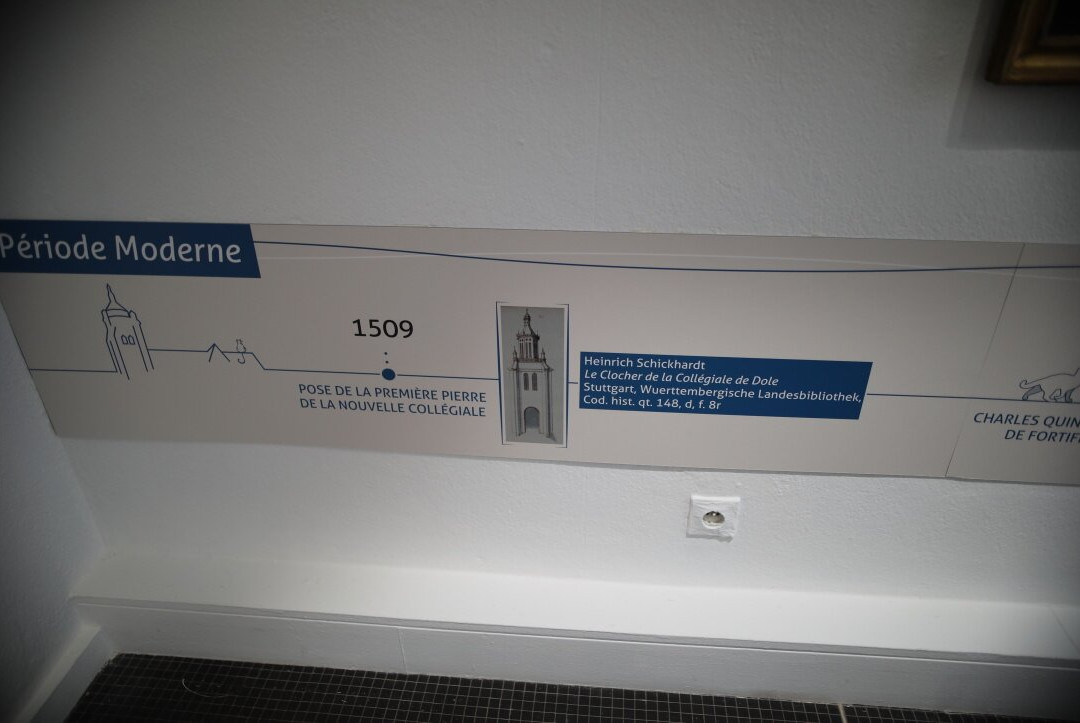 Période Moderne
1509
POSE DE LA PREMIÈRE PIERRE
DE LA NOUVELLE COLLÉGIALE
Heinrich Schickhardt
Le Clocher de la Collégiale de Dole
Stuttgart, Wuerttembergische Landesbibliothek,
Cod. hist. qt. 148, d, f. 8r
CHARLES QUIN
DE FORTIF